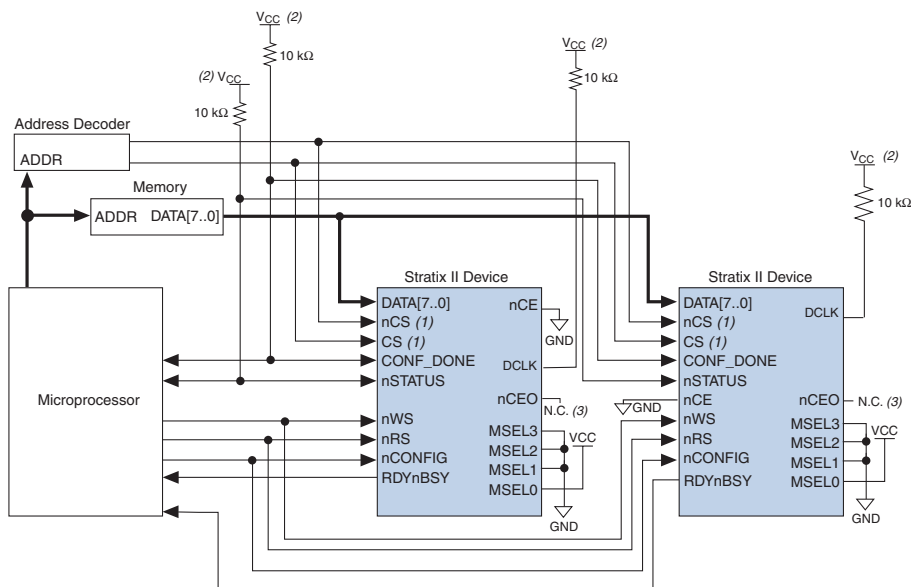 VCC (2)
10 kΩ
VCC (2)
10 kΩ
(2) VCC
10 kΩ
Address Decoder
ADDR
VCC (2)
10 kΩ
Memory
ADDR DATA[7..0]
Stratix II Device
DATA[7..0]
nCS (1)
CS (1)
CONF_DONE
nSTATUS
nWS
nRS
nCONFIG
RDYnBSY
nCE
GND
DCLK
nCEO
N.C. (3)
MSEL3
MSEL2
MSEL1
MSEL0
VCC
GND
Stratix II Device
DATA[7..0]
nCS (1)
CS (1)
CONF_DONE
nSTATUS
nCE
GND
nWS
nRS
nCONFIG
RDYnBSY
DCLK
nCEO
N.C. (3)
MSEL3
MSEL2
MSEL1
MSEL0
VCC
GND
Microprocessor